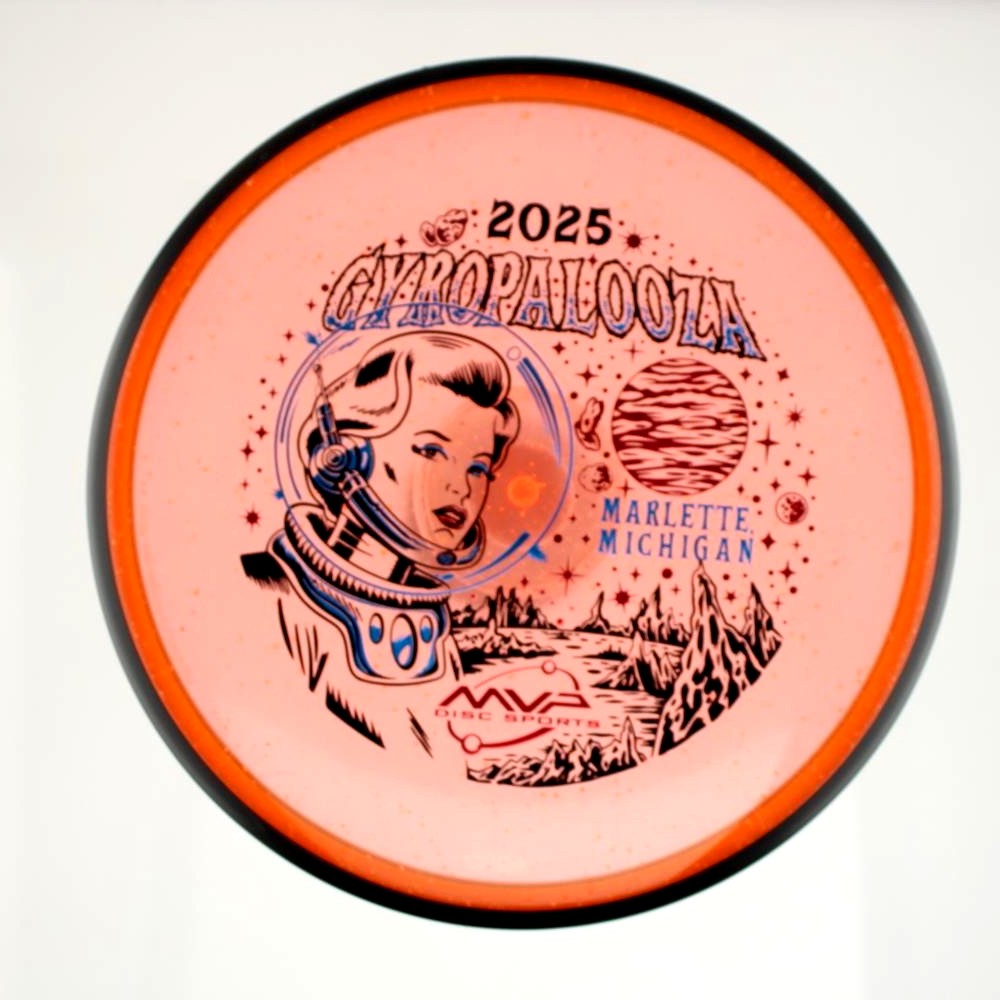 2025
GYROPALOOZA
MARLETTE,
MICHIGAN
MVP
DISC SPORTS